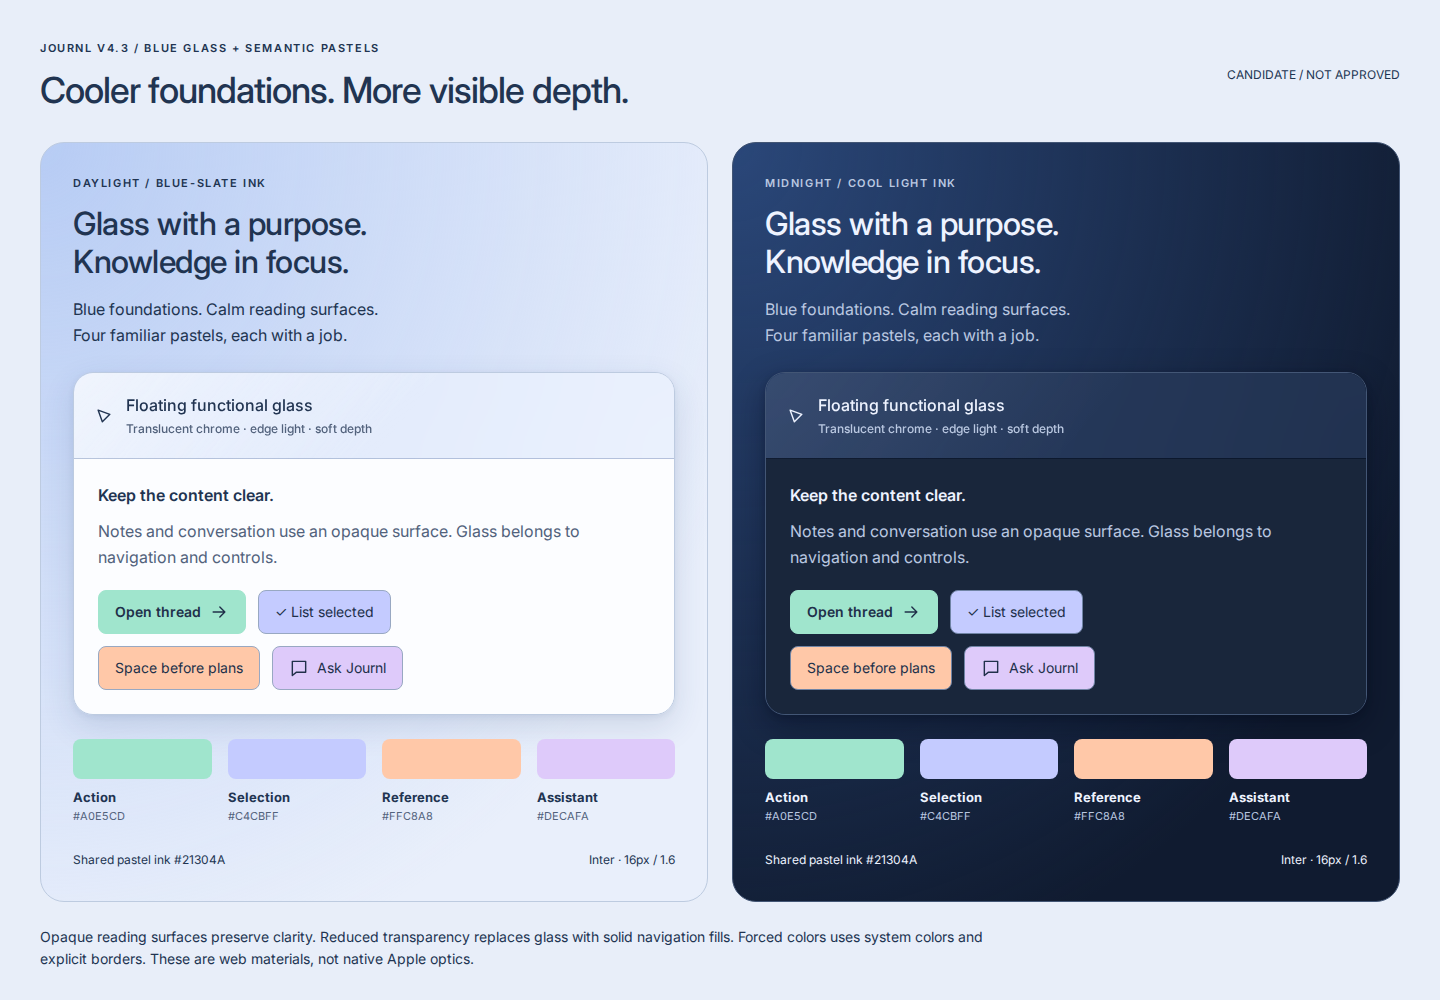 JOURNL V4.3 / BLUE GLASS + SEMANTIC PASTELS
Cooler foundations. More visible depth.
CANDIDATE / NOT APPROVED
DAYLIGHT / BLUE-SLATE INK
Glass with a purpose.
Knowledge in focus.
Blue foundations. Calm reading surfaces.
Four familiar pastels, each with a job.
Floating functional glass
Translucent chrome · edge light · soft depth
Keep the content clear.
Notes and conversation use an opaque surface. Glass belongs to
navigation and controls.
Open thread →
✓ List selected
Space before plans
Ask Journl
Action
#A0E5CD
Selection
#C4CBFF
Reference
#FFC8A8
Assistant
#DECAFA
Shared pastel ink #21304A
Inter · 16px / 1.6
MIDNIGHT / COOL LIGHT INK
Glass with a purpose.
Knowledge in focus.
Blue foundations. Calm reading surfaces.
Four familiar pastels, each with a job.
Floating functional glass
Translucent chrome · edge light · soft depth
Keep the content clear.
Notes and conversation use an opaque surface. Glass belongs to
navigation and controls.
Open thread →
✓ List selected
Space before plans
Ask Journl
Action
#A0E5CD
Selection
#C4CBFF
Reference
#FFC8A8
Assistant
#DECAFA
Shared pastel ink #21304A
Inter · 16px / 1.6
Opaque reading surfaces preserve clarity. Reduced transparency replaces glass with solid navigation fills. Forced colors uses system colors and
explicit borders. These are web materials, not native Apple optics.